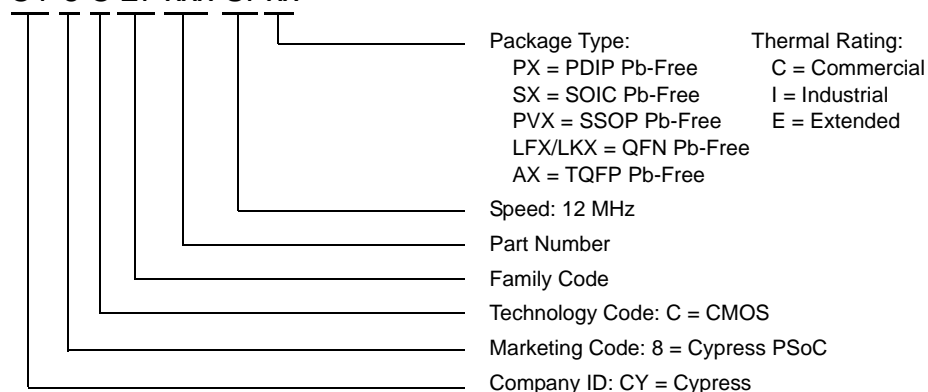 Package Type:
PX = PDIP Pb-Free
SX = SOIC Pb-Free
PVX = SSOP Pb-Free
LFX/LKX = QFN Pb-Free
AX = TQFP Pb-Free
Thermal Rating:
C = Commercial
I = Industrial
E = Extended
Speed: 12 MHz
Part Number
Family Code
Technology Code: C = CMOS
Marketing Code: 8 = Cypress PSoC
Company ID: CY = Cypress